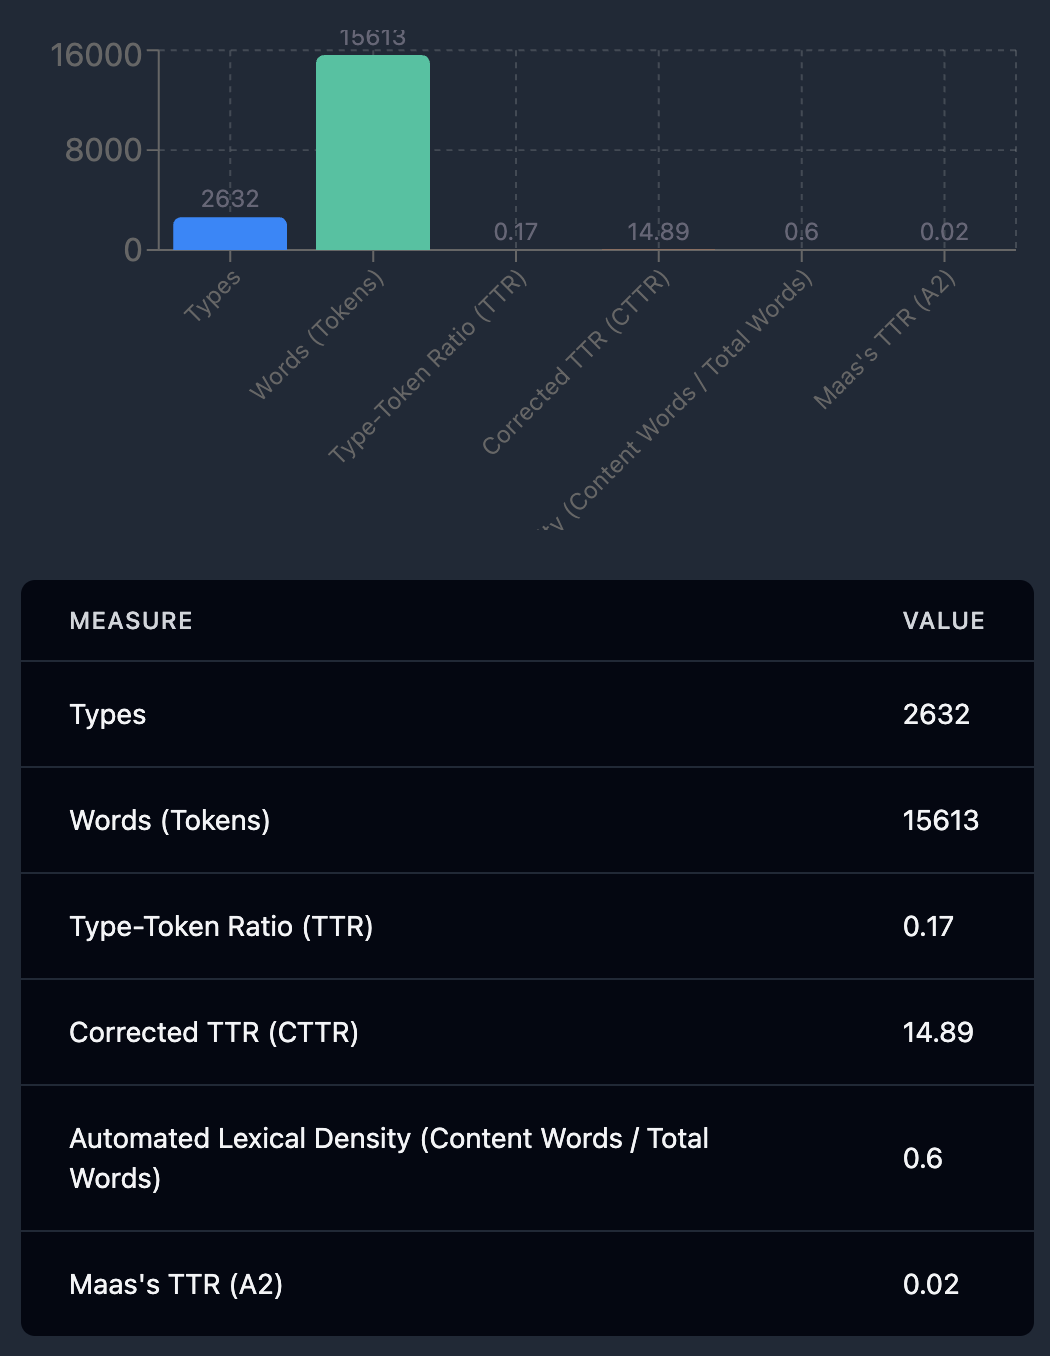 16000
8000
0
15613
2632
0.17
14.89
0.6
0.02
Types
Words (Tokens)
Type-Token Ratio (TTR)
Corrected TTR (CTTR)
ty (Content Words / Total Words)
Maas's TTR (A2)
MEASURE VALUE
Types 2632
Words (Tokens) 15613
Type-Token Ratio (TTR) 0.17
Corrected TTR (CTTR) 14.89
Automated Lexical Density (Content Words / Total
Words) 0.6
Maas's TTR (A2) 0.02